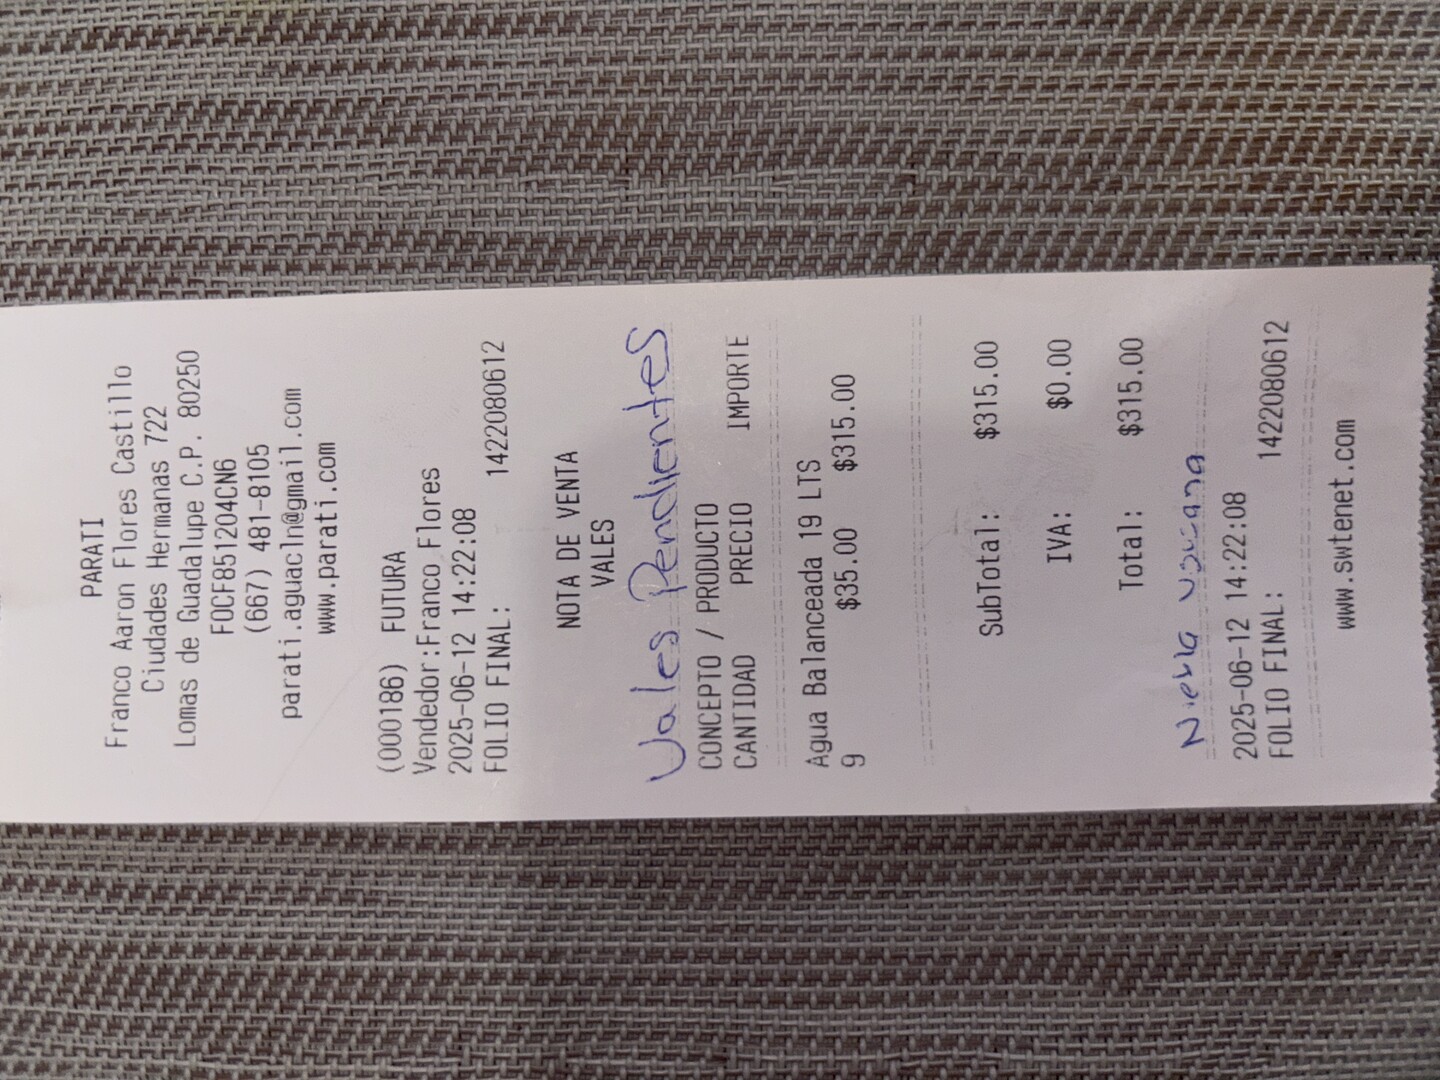 PARATI
Franco Aaron Flores Castillo
Ciudades Hermanas 722
Lomas de Guadalupe C.P. 80250
FOCF851204CN6
(667) 481-8105
parati.aguacln@gmail.com
www.parati.com
(000186) FUTURA
Vendedor:Franco Flores
2025-06-12 14:22:08
FOLIO FINAL: 1422080612
NOTA DE VENTA
VALES
Vales Pendientes
CONCEPTO / PRODUCTO
CANTIDAD PRECIO IMPORTE
Agua Balanceada 19 LTS
9 $35.00 $315.00
SubTotal: $315.00
IVA: $0.00
Total: $315.00
2025-06-12 14:22:08
FOLIO FINAL: 1422080612
www.swtenet.com